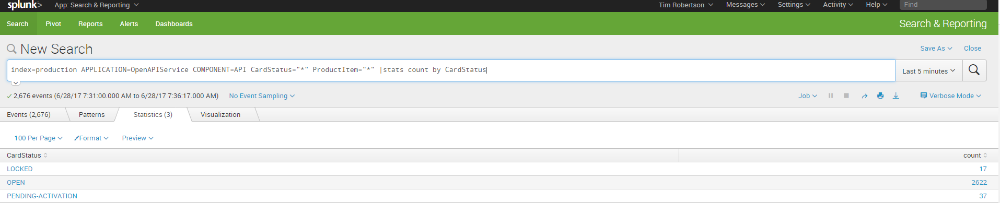 splunk> App: Search & Reporting Tim Robertson Messages Settings Activity Help Find
Search Pivot Reports Alerts Dashboards Search & Reporting
New Search Save As Close
index=production APPLICATION=OpenAPIService COMPONENT=API CardStatus="*" ProductItem="*" |stats count by CardStatus Last 5 minutes
2,676 events (6/28/17 7:31:00.000 AM to 6/28/17 7:36:17.000 AM) No Event Sampling Job Verbose Mode
Events (2,676) Patterns Statistics (3) Visualization
100 Per Page Format Preview
CardStatus count
LOCKED 17
OPEN 2622
PENDING-ACTIVATION 37